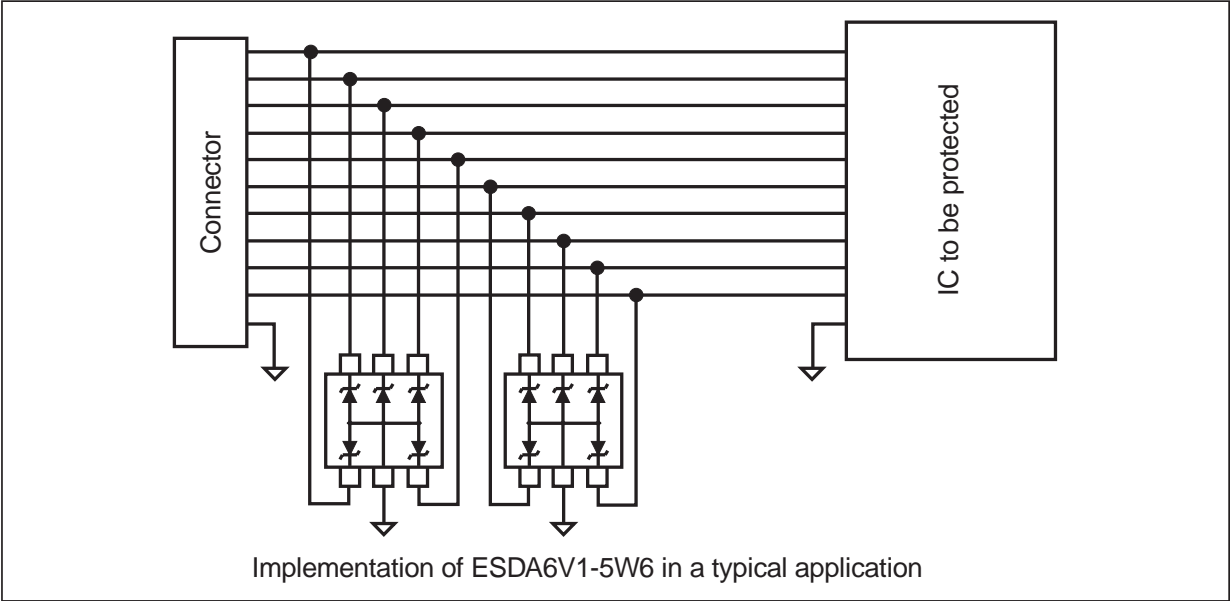 Connector
IC to be protected
Implementation of ESDA6V1-5W6 in a typical application